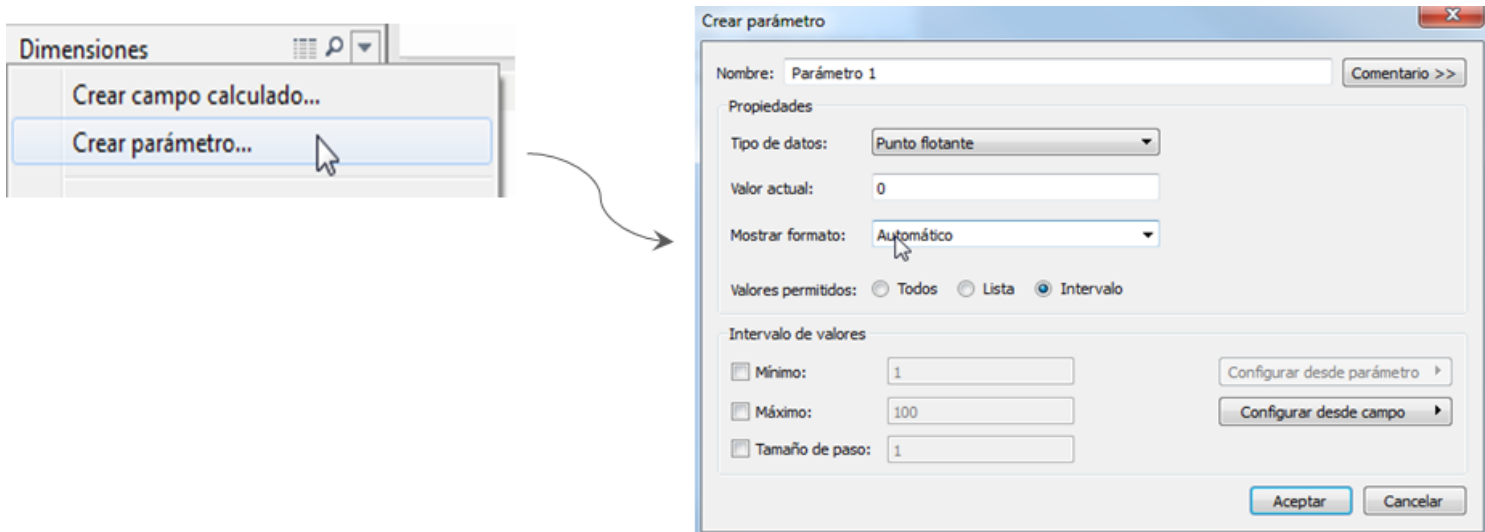 Dimensiones
Crear campo calculado...
Crear parámetro...
Crear parámetro
Nombre: Parámetro 1 Comentario >>
Propiedades
Tipo de datos: Punto flotante
Valor actual: 0
Mostrar formato: Automático
Valores permitidos: Todos Lista Intervalo
Intervalo de valores
Mínimo: 1 Configurar desde parámetro
Máximo: 100 Configurar desde campo
Tamaño de paso: 1
Aceptar Cancelar